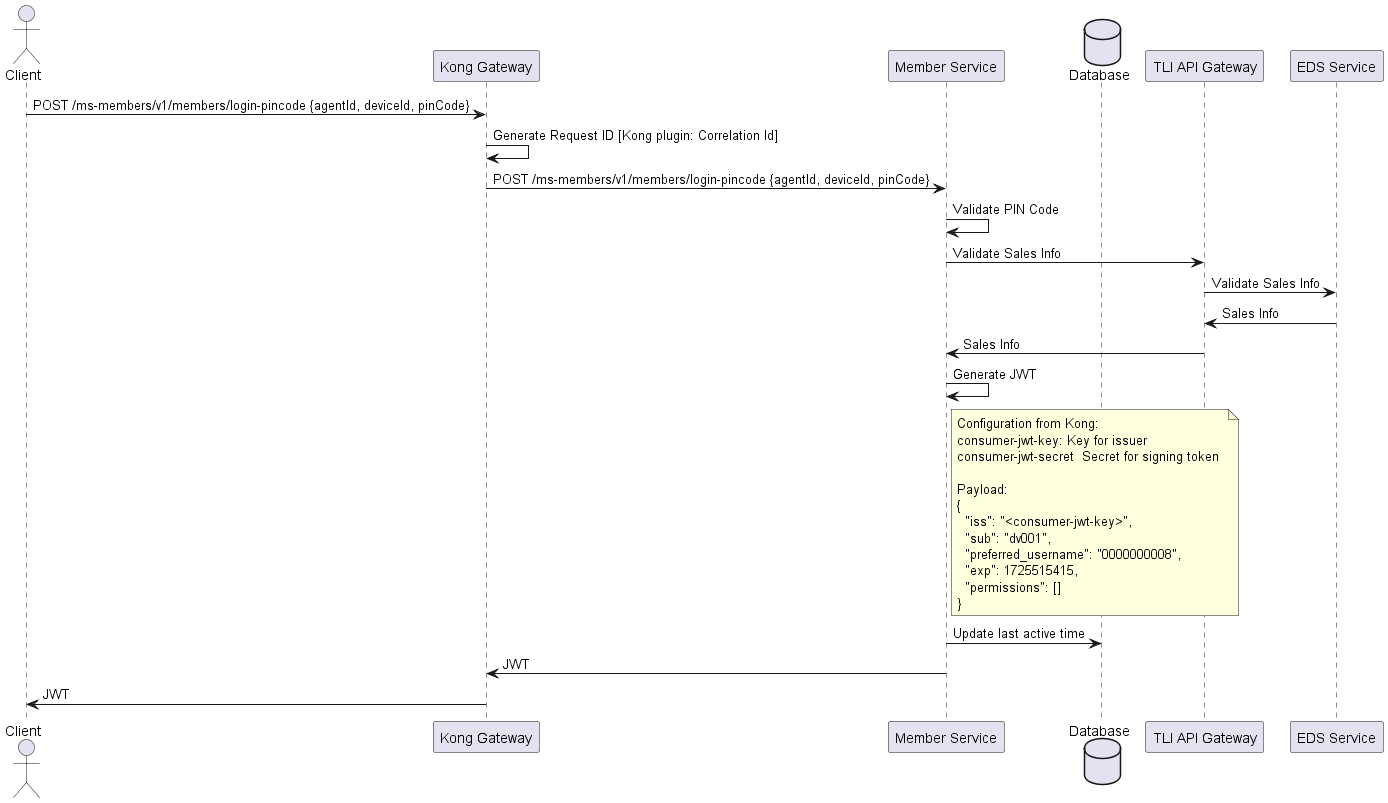 Client
Kong Gateway
Member Service
Database
TLI API Gateway
EDS Service
POST /ms-members/v1/members/login-pincode {agentId, deviceId, pinCode}
Generate Request ID [Kong plugin: Correlation Id]
POST /ms-members/v1/members/login-pincode {agentId, deviceId, pinCode}
Validate PIN Code
Validate Sales Info
Validate Sales Info
Sales Info
Sales Info
Generate JWT
Configuration from Kong:
consumer-jwt-key: Key for issuer
consumer-jwt-secret  Secret for signing token
Payload:
{
"iss": "<consumer-jwt-key>",
"sub": "dv001",
"preferred_username": "0000000008",
"exp": 1725515415,
"permissions": []
}
Update last active time
JWT
JWT
Client
Kong Gateway
Member Service
Database
TLI API Gateway
EDS Service